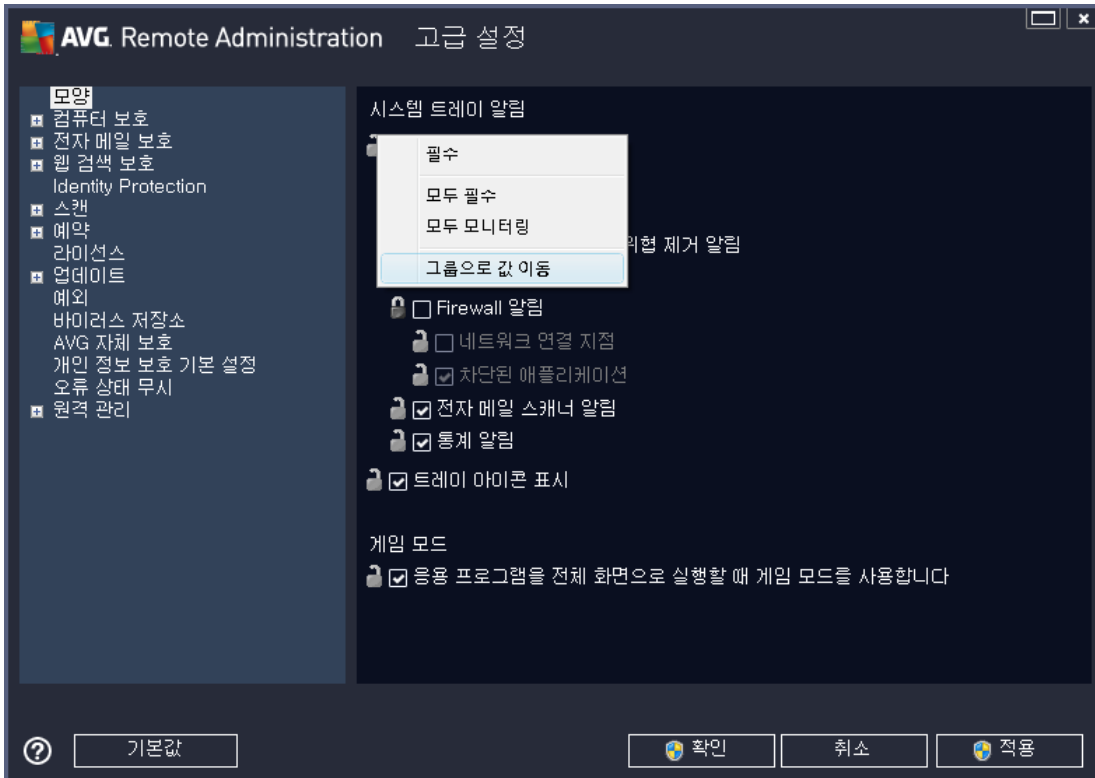 AVG. Remote Administration 고급 설정
모양
컴퓨터 보호
전자 메일 보호
웹 검색 보호
Identity Protection
스캔
예약
라이선스
업데이트
예외
바이러스 저장소
AVG 자체 보호
개인 정보 보호 기본 설정
오류 상태 무시
원격 관리
시스템 트레이 알림
필수
모두 필수
모두 모니터링
그룹으로 값 이동
위협 제거 알림
Firewall 알림
네트워크 연결 지점
차단된 애플리케이션
전자 메일 스캐너 알림
통계 알림
트레이 아이콘 표시
게임 모드
응용 프로그램을 전체 화면으로 실행할 때 게임 모드를 사용합니다
기본값
확인
취소
적용